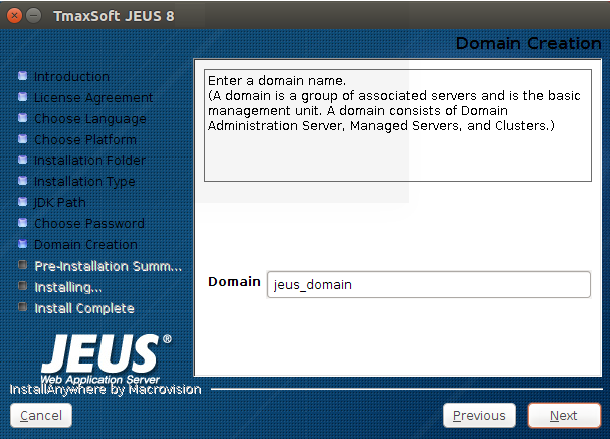 TmaxSoft JEUS 8
Domain Creation
Introduction
License Agreement
Choose Language
Choose Platform
Installation Folder
Installation Type
JDK Path
Choose Password
Domain Creation
Pre-Installation Summ...
Installing...
Install Complete
Enter a domain name.
(A domain is a group of associated servers and is the basic
management unit. A domain consists of Domain
Administration Server, Managed Servers, and Clusters.)
Domain jeus_domain
JEUS®
Web Application Server
InstallAnywhere by Macrovision
Cancel Previous Next